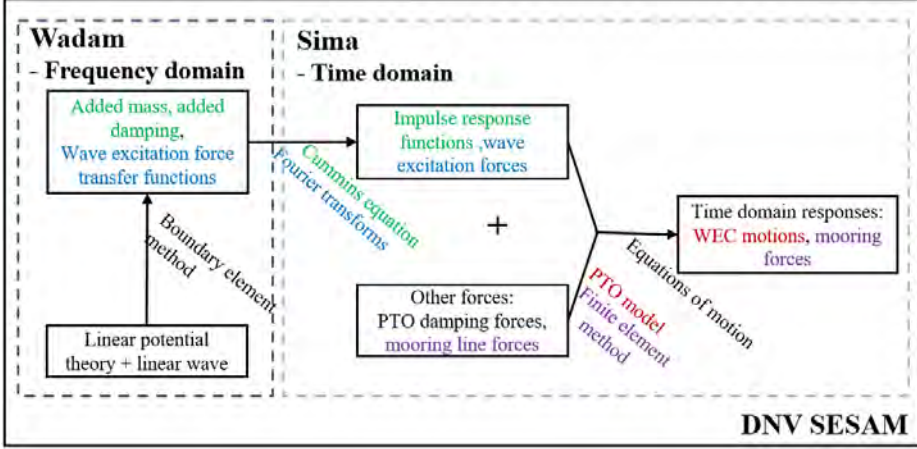 Wadam
- Frequency domain
Added mass, added
damping,
Wave excitation force
transfer functions
Boundary element
method
Linear potential
theory + linear wave
Sima
- Time domain
Cummins equation
Fourier transforms
Impulse response
functions ,wave
excitation forces
+
Other forces:
PTO damping forces,
mooring line forces
PTO model
Finite element
method
Equations of motion
Time domain responses:
WEC motions, mooring
forces
DNV SESAM